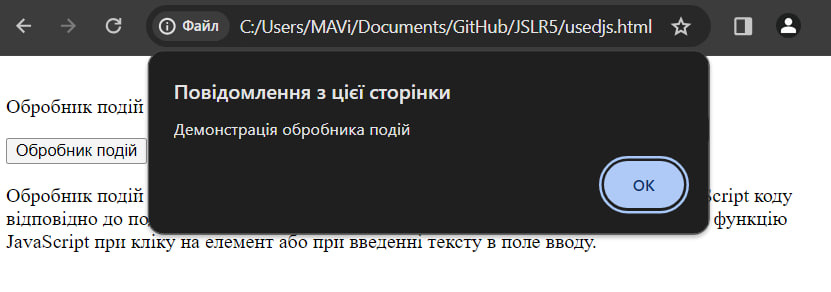 Файл C:/Users/MAVi/Documents/GitHub/JSLR5/usedjs.html
Повідомлення з цієї сторінки
Обробник подій
Демонстрація обробника подій
Обробник подій
OK
Обробник подій Script коду
відповідно до по функцію
JavaScript при кліку на елемент або при введенні тексту в поле вводу.